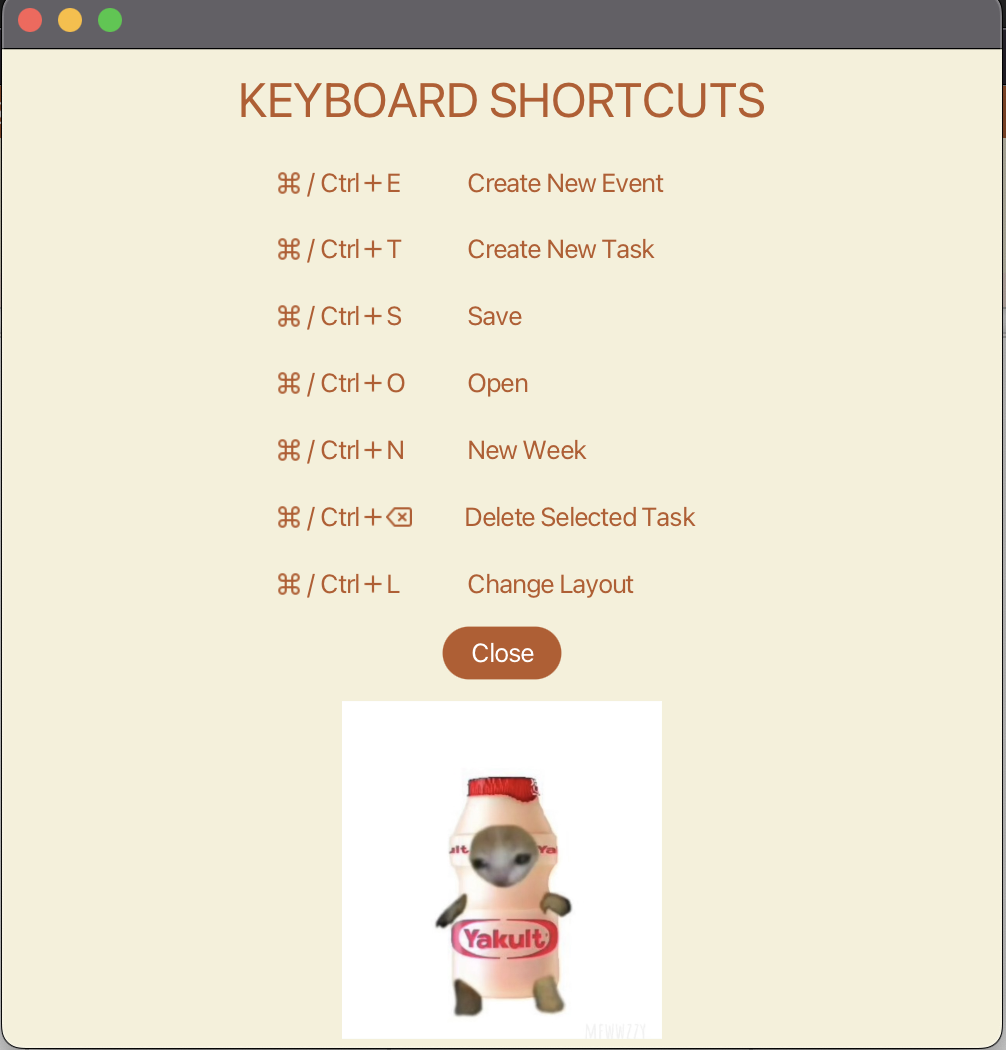 KEYBOARD SHORTCUTS
⌘ / Ctrl + E Create New Event
⌘ / Ctrl + T Create New Task
⌘ / Ctrl + S Save
⌘ / Ctrl + O Open
⌘ / Ctrl + N New Week
⌘ / Ctrl + ⌫ Delete Selected Task
⌘ / Ctrl + L Change Layout
Close
ult Ya
Yakult
MEWWZZY